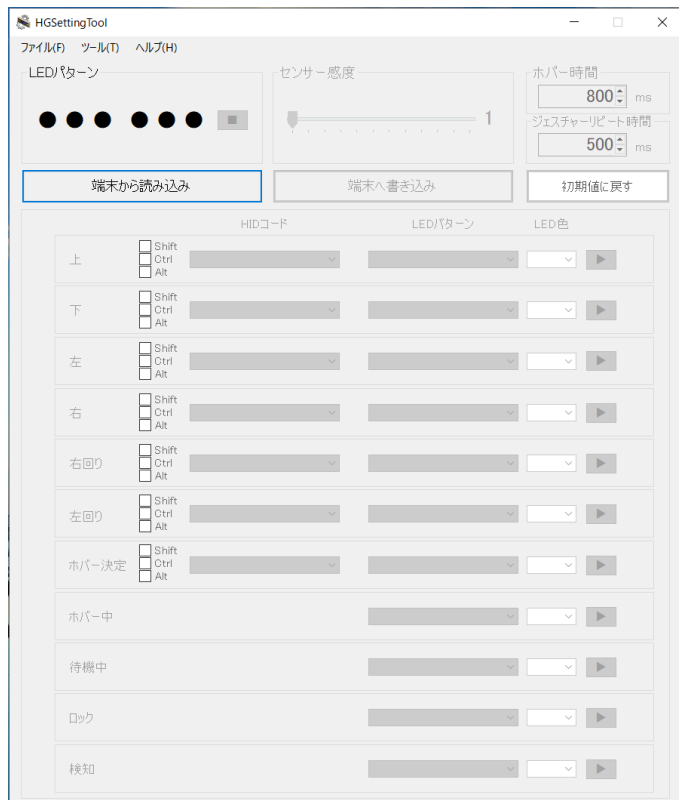 HGSettingTool
ファイル(F) ツール(T) ヘルプ(H)
LEDパターン
センサー感度
1
ホバー時間
800 ms
ジェスチャーリピート時間
500 ms
端末から読み込み
端末へ書き込み
初期値に戻す
HIDコード LEDパターン LED色
上
Shift
Ctrl
Alt
下
Shift
Ctrl
Alt
左
Shift
Ctrl
Alt
右
Shift
Ctrl
Alt
右回り
Shift
Ctrl
Alt
左回り
Shift
Ctrl
Alt
ホバー決定
Shift
Ctrl
Alt
ホバー中
待機中
ロック
検知